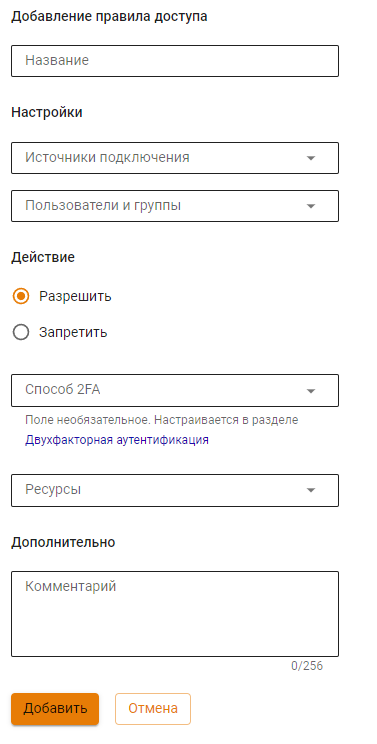 Добавление правила доступа
Название
Настройки
Источники подключения
Пользователи и группы
Действие
Разрешить
Запретить
Способ 2FA
Поле необязательное. Настраивается в разделе
Двухфакторная аутентификация
Ресурсы
Дополнительно
Комментарий
0/256
Добавить Отмена